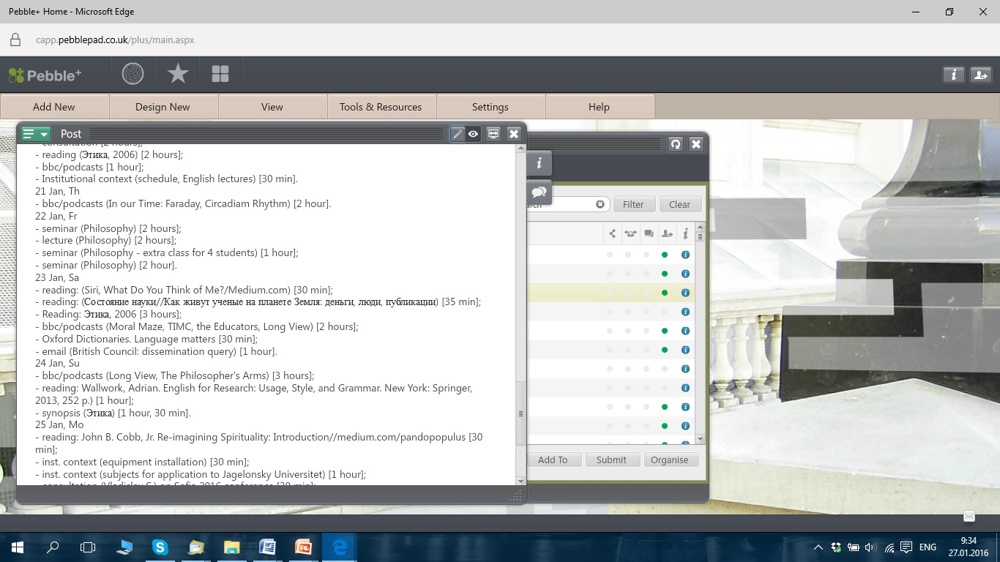 Pebble+ Home - Microsoft Edge
capp.pebblepad.co.uk/plus/main.aspx
Pebble+
Add New
Design New
View
Tools & Resources
Settings
Help
Post
- consultation [2 hours];
- reading (Этика, 2006) [2 hours];
- bbc/podcasts [1 hour];
- Institutional context (schedule, English lectures) [30 min].
21 Jan, Th
- bbc/podcasts (In our Time: Faraday, Circadiam Rhythm) [2 hour].
22 Jan, Fr
- seminar (Philosophy) [2 hours];
- lecture (Philosophy) [2 hours];
- seminar (Philosophy - extra class for 4 students) [1 hour];
- seminar (Philosophy) [2 hour].
23 Jan, Sa
- reading: (Siri, What Do You Think of Me?/Medium.com) [30 min];
- reading: (Состояние науки//Как живут ученые на планете Земля: деньги, люди, публикации) [35 min];
- Reading: Этика, 2006 [3 hours];
- bbc/podcasts (Moral Maze, TIMC, the Educators, Long View) [2 hours];
- Oxford Dictionaries. Language matters [30 min];
- email (British Council: dissemination query) [1 hour].
24 Jan, Su
- bbc/podcasts (Long View, The Philosopher's Arms) [3 hours];
- reading: Wallwork, Adrian. English for Research: Usage, Style, and Grammar. New York: Springer,
2013, 252 p.) [1 hour];
- synopsis (Этика) [1 hour, 30 min].
25 Jan, Mo
- reading: John B. Cobb, Jr. Re-imagining Spirituality: Introduction//medium.com/pandopopulus [30
min];
- inst. context (equipment installation) [30 min];
- inst. context (subjects for application to Jagelonsky Universitet) [1 hour];
- consultation (Vladislav S.) on Sofia 2016 conference [30 min];
arch
Filter
Clear
Add To
Submit
Organise
ENG
9:34
27.01.2016